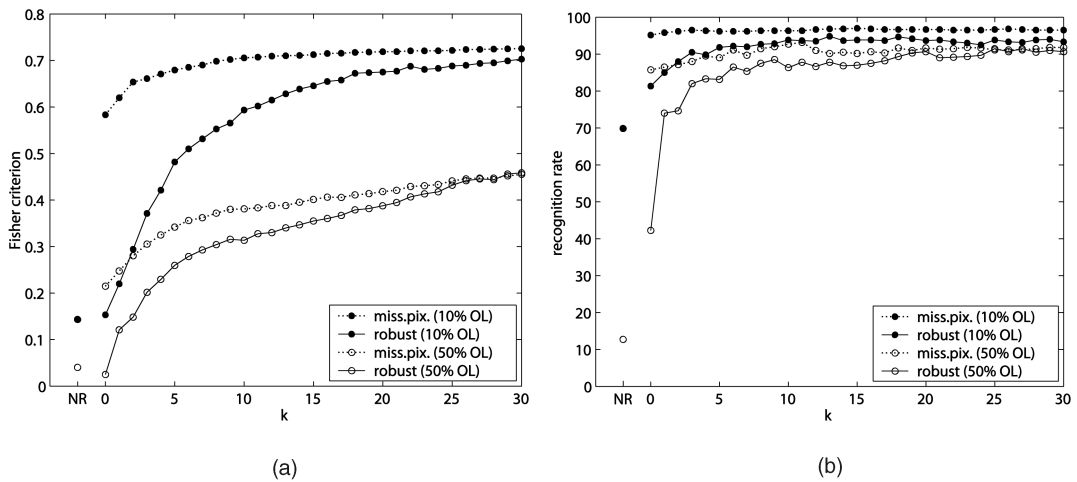 0.8
0.7
0.6
0.5
0.4
0.3
0.2
0.1
0
Fisher criterion
NR 0 5 10 15 20 25 30
k
miss.pix. (10% OL)
robust (10% OL)
miss.pix. (50% OL)
robust (50% OL)
(a)
100
90
80
70
60
50
40
30
20
10
0
recognition rate
NR 0 5 10 15 20 25 30
k
miss.pix. (10% OL)
robust (10% OL)
miss.pix. (50% OL)
robust (50% OL)
(b)